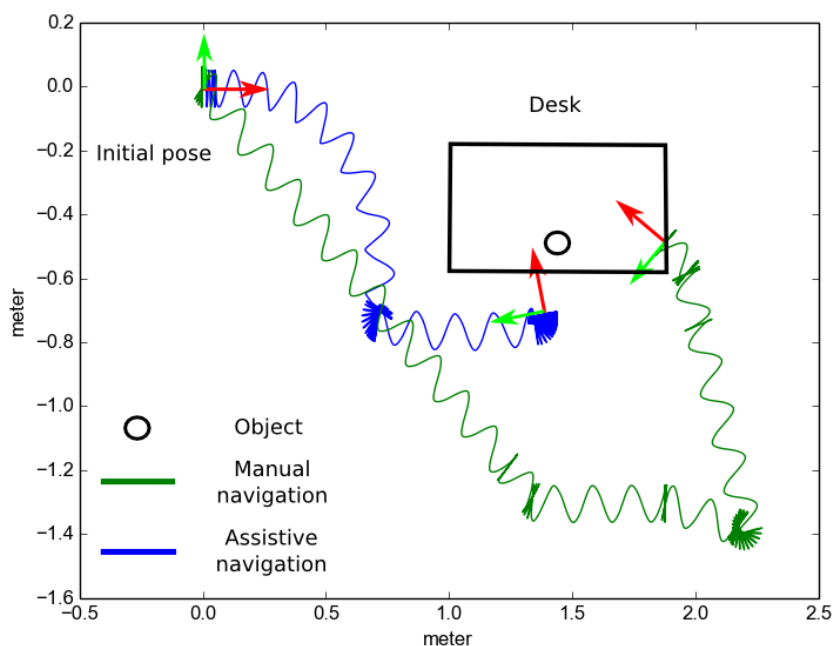 0.2
0.0
−0.2
−0.4
−0.6
−0.8
−1.0
−1.2
−1.4
−1.6
meter
Desk
Initial pose
Object
Manual
navigation
Assistive
navigation
−0.5
0.0
0.5
1.0
1.5
2.0
2.5
meter